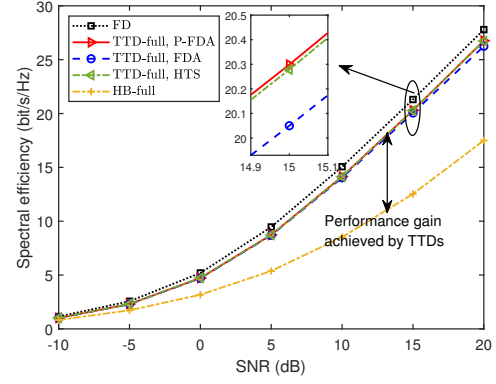 Spectral efficiency (bit/s/Hz)
30
25
20
15
10
5
0
-10
-5
0
5
10
15
20
SNR (dB)
FD
TTD-full, P-FDA
TTD-full, FDA
TTD-full, HTS
HB-full
20.5
20.4
20.3
20.2
20.1
20
14.9
15
15.1
Performance gain
achieved by TTDs